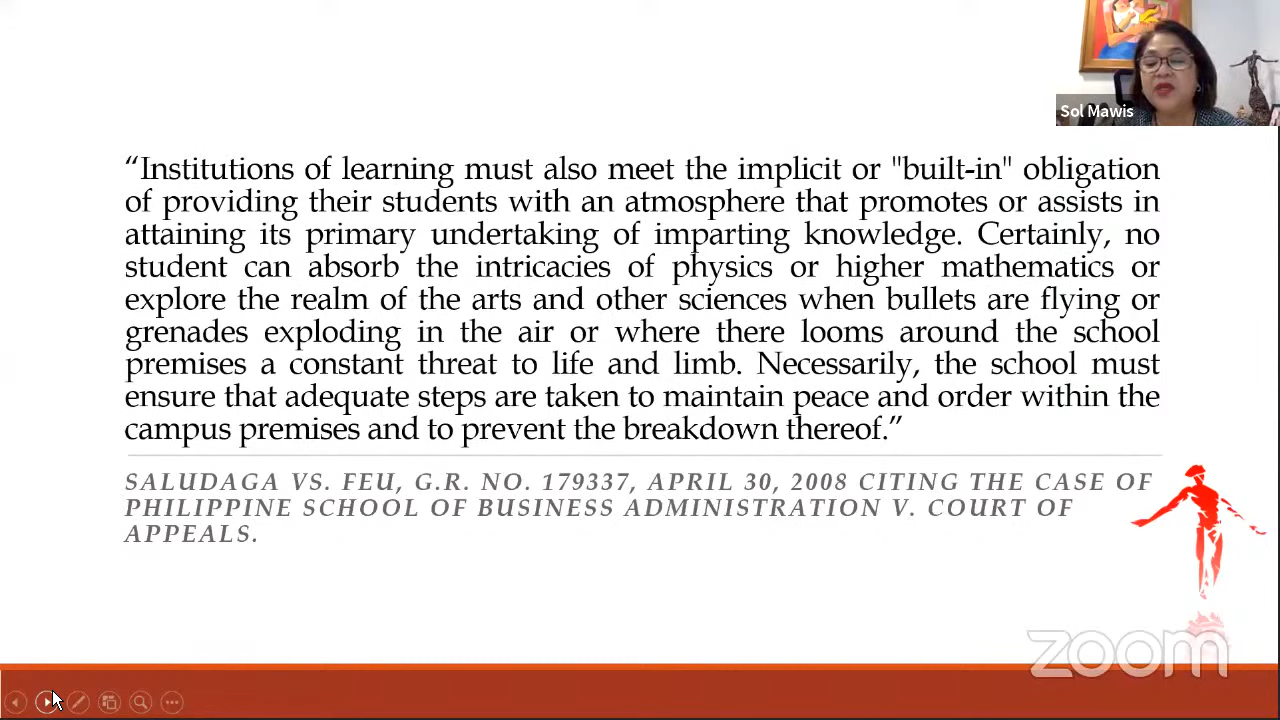 Sol Mawis
“Institutions of learning must also meet the implicit or "built-in" obligation
of providing their students with an atmosphere that promotes or assists in
attaining its primary undertaking of imparting knowledge. Certainly, no
student can absorb the intricacies of physics or higher mathematics or
explore the realm of the arts and other sciences when bullets are flying or
grenades exploding in the air or where there looms around the school
premises a constant threat to life and limb. Necessarily, the school must
ensure that adequate steps are taken to maintain peace and order within the
campus premises and to prevent the breakdown thereof.”
SALUDAGA VS. FEU, G.R. NO. 179337, APRIL 30, 2008 CITING THE CASE OF
PHILIPPINE SCHOOL OF BUSINESS ADMINISTRATION V. COURT OF
APPEALS.
zoom